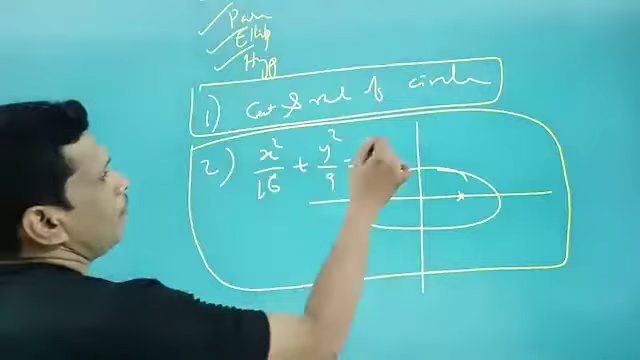 Para
Ellip
Hyp
1) Cent & rad of circle
2) x²/16 + y²/9 =